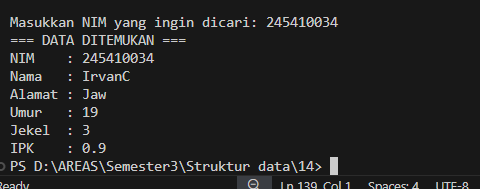 Masukkan NIM yang ingin dicari: 245410034
=== DATA DITEMUKAN ===
NIM    : 245410034
Nama   : IrvanC
Alamat : Jaw
Umur   : 19
Jekel  : 3
IPK    : 0.9
PS D:\AREAS\Semester3\Struktur data\14>
Ln 139, Col 1 Spaces: 4 UTF-8